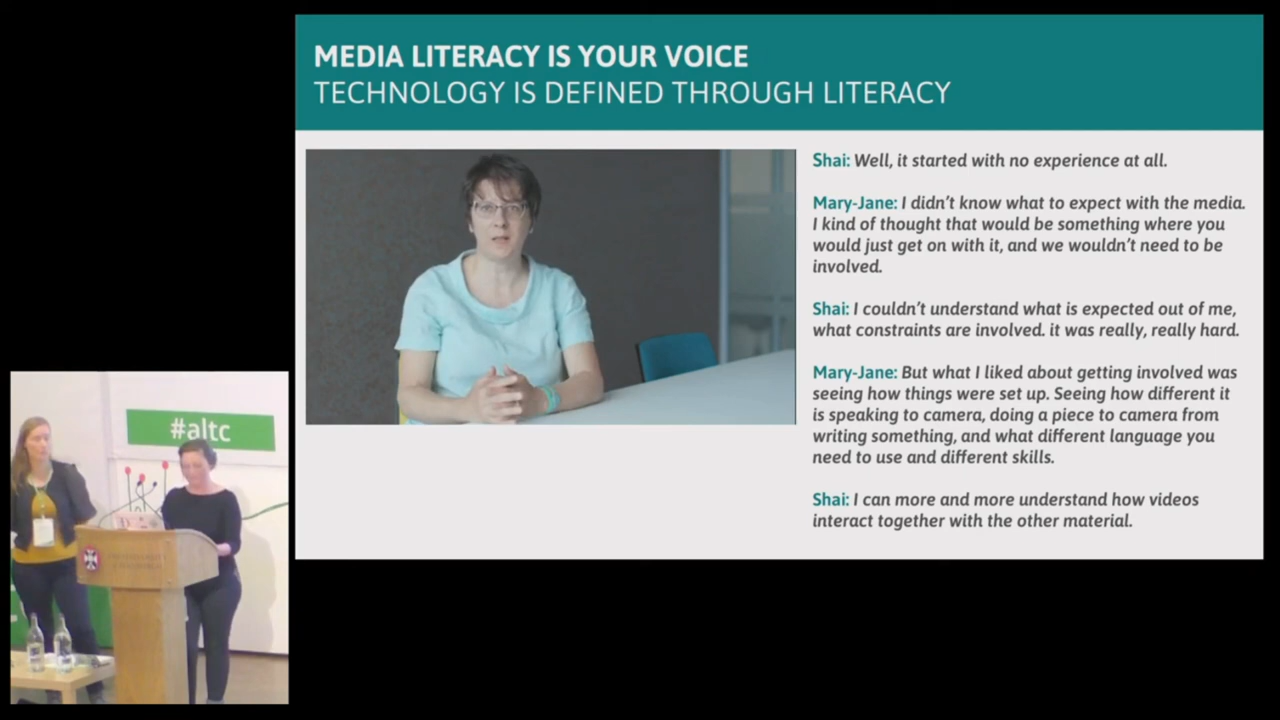 MEDIA LITERACY IS YOUR VOICE
TECHNOLOGY IS DEFINED THROUGH LITERACY
Shai: Well, it started with no experience at all.
Mary-Jane: I didn't know what to expect with the media.
I kind of thought that would be something where you
would just get on with it, and we wouldn't need to be
involved.
Shai: I couldn't understand what is expected out of me,
what constraints are involved. it was really, really hard.
Mary-Jane: But what I liked about getting involved was
seeing how things were set up. Seeing how different it
is speaking to camera, doing a piece to camera from
writing something, and what different language you
need to use and different skills.
Shai: I can more and more understand how videos
interact together with the other material.
#altc